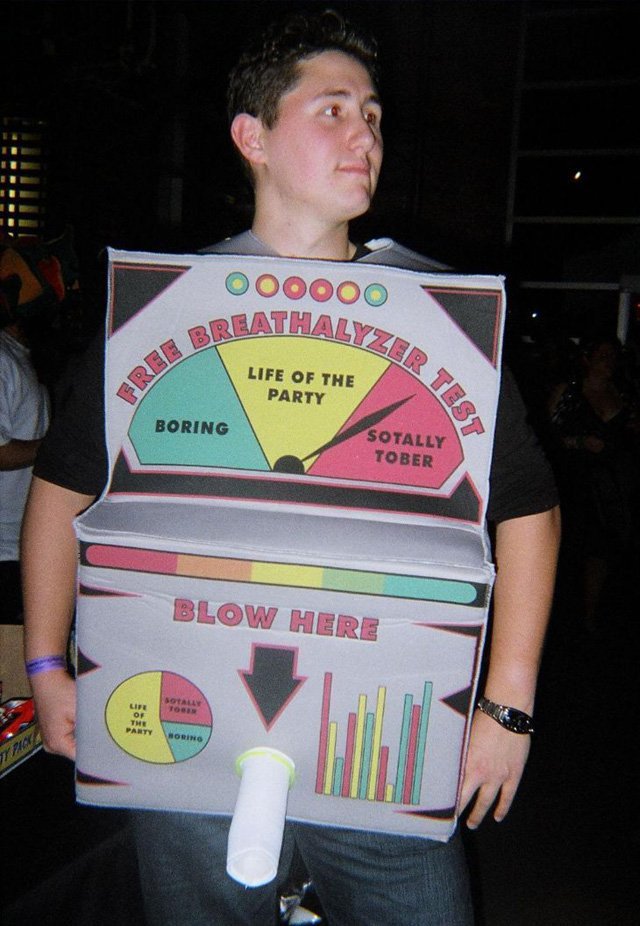 FREE BREATHALYZER TEST
LIFE OF THE
PARTY
BORING
SOTALLY
TOBER
BLOW HERE
LIFE
OF
THE
PARTY
SOTALLY
TOBER
BORING